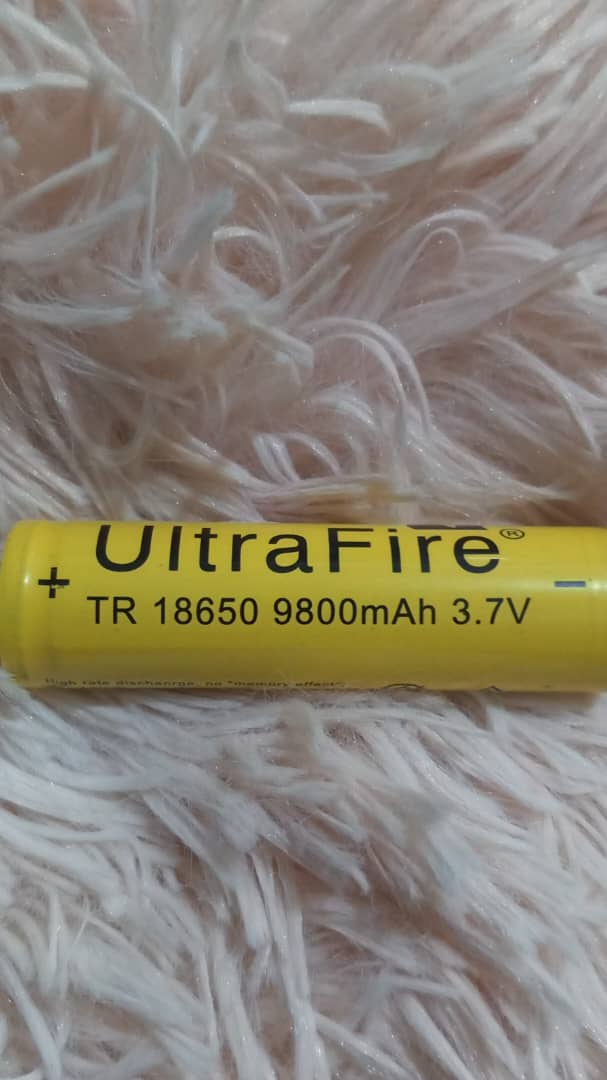 UltraFire®
+ -
TR 18650 9800mAh 3.7V
High rate discharge, no "memory effect",